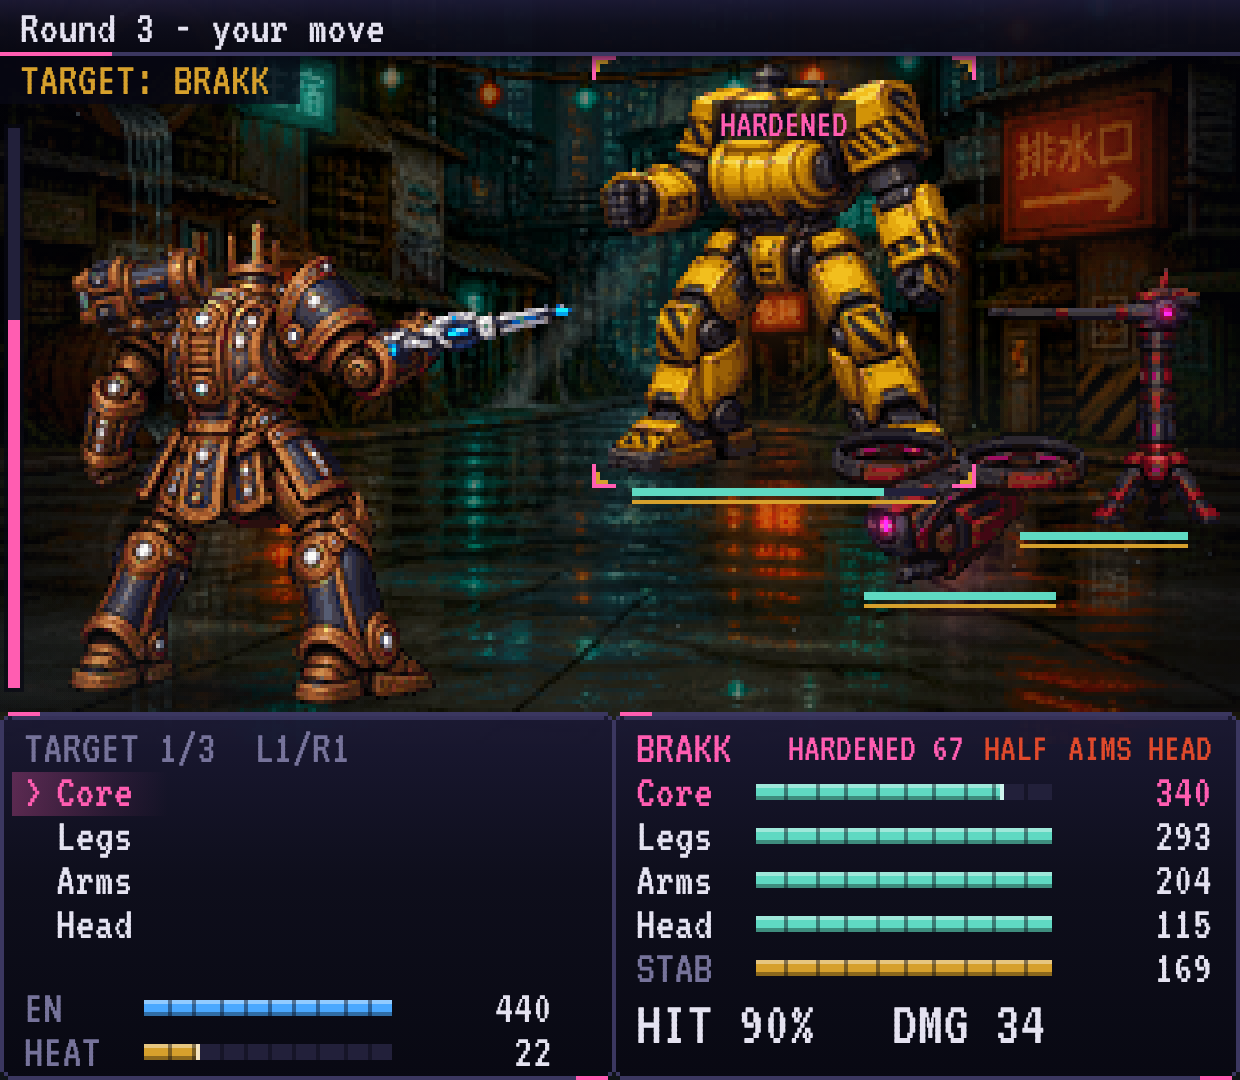 Round 3 - your move
TARGET: BRAKK
HARDENED
排水口
TARGET 1/3 L1/R1
> Core
Legs
Arms
Head
EN 440
HEAT 22
BRAKK HARDENED 67 HALF AIMS HEAD
Core 340
Legs 293
Arms 204
Head 115
STAB 169
HIT 90% DMG 34